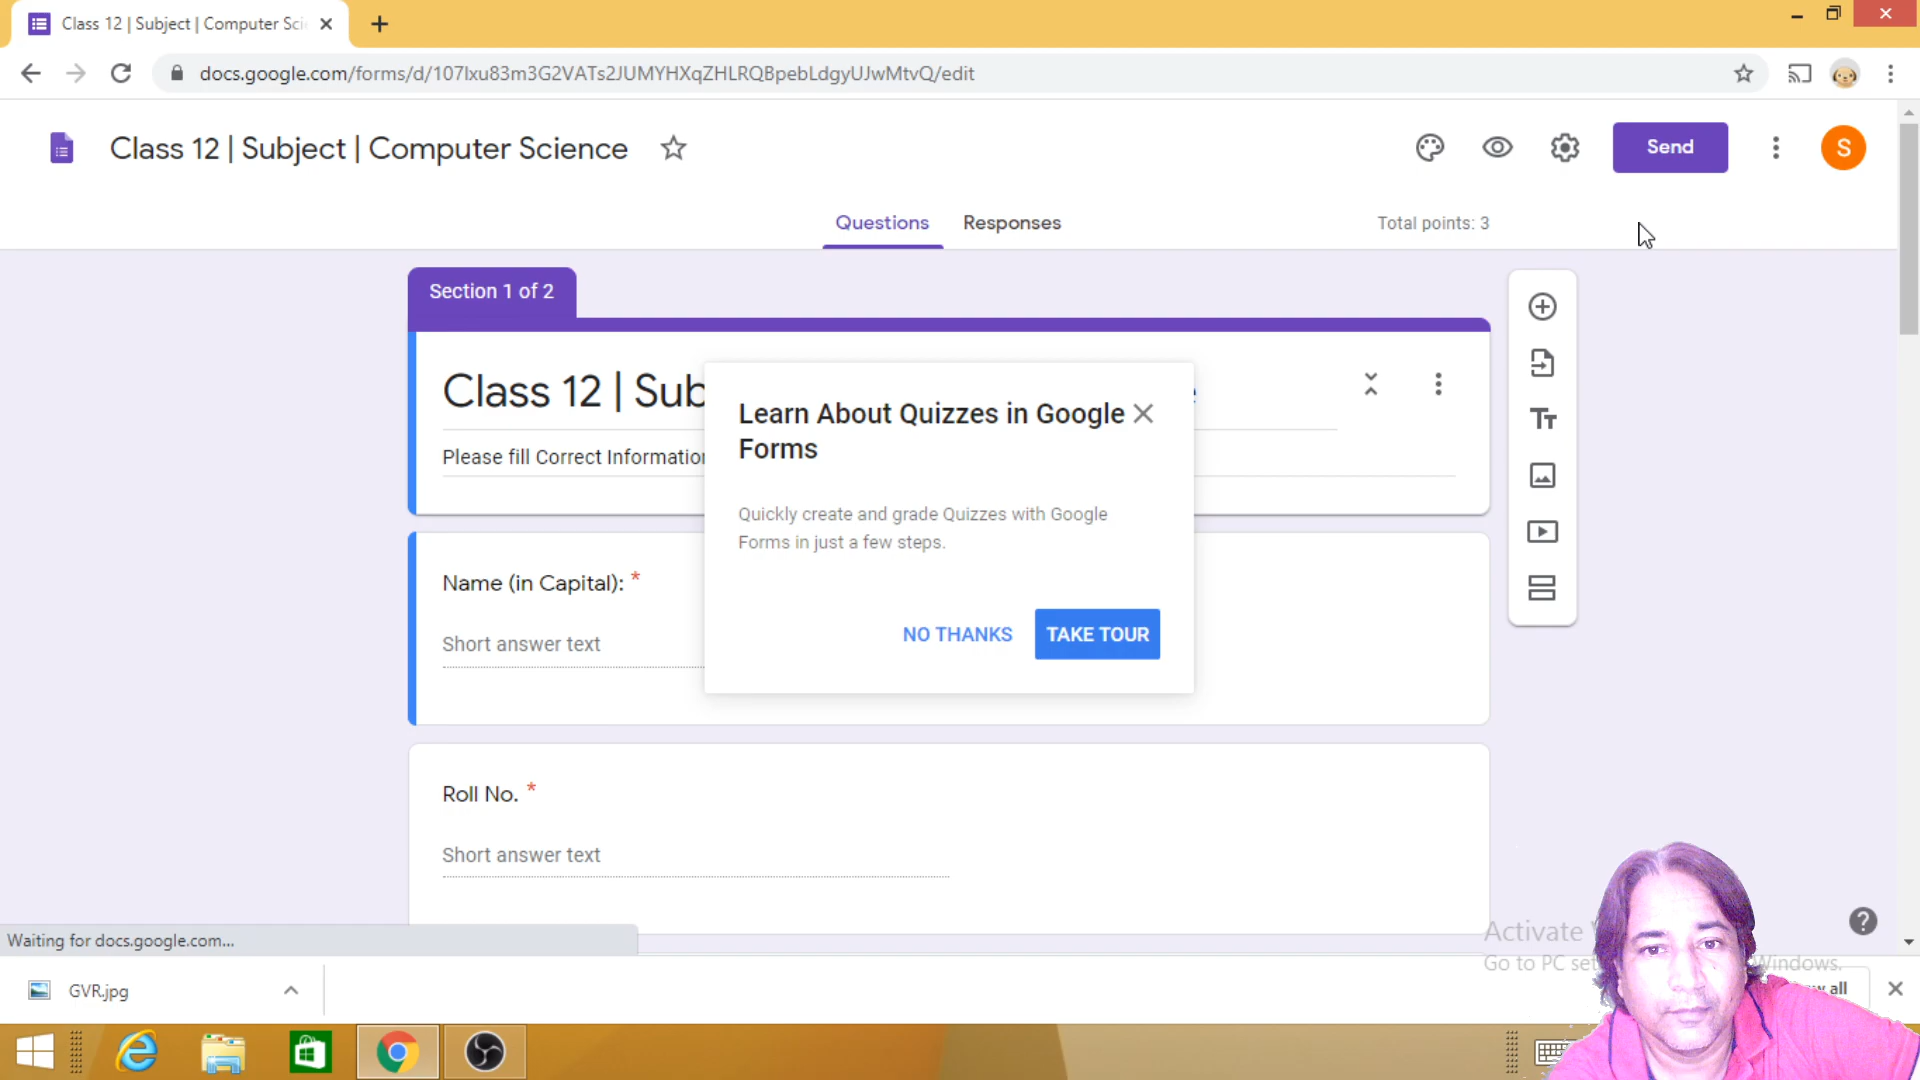 Class 12 | Subject | Computer Sci
docs.google.com/forms/d/107lxu83m3G2VATs2JUMYHXqZHLRQBpebLdgyUJwMtvQ/edit
Class 12 | Subject | Computer Science
Send
S
Questions
Responses
Total points: 3
Section 1 of 2
Class 12 | Sub
Please fill Correct Information
Learn About Quizzes in Google
Forms
Quickly create and grade Quizzes with Google
Forms in just a few steps.
NO THANKS
TAKE TOUR
Name (in Capital): *
Short answer text
Roll No. *
Short answer text
Activate
Go to PC set
Windows.
Waiting for docs.google.com...
GVR.jpg
all